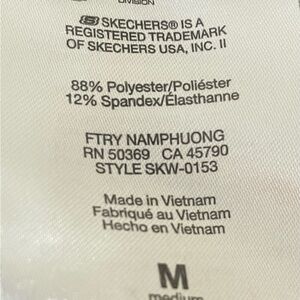 DIVISION
S SKECHERS® IS A
REGISTERED TRADEMARK
OF SKECHERS USA, INC. II
88% Polyester/Poliéster
12% Spandex/Élasthanne
FTRY NAMPHUONG
RN 50369 CA 45790
STYLE SKW-0153
Made in Vietnam
Fabriqué au Vietnam
Hecho en Vietnam
M
medium